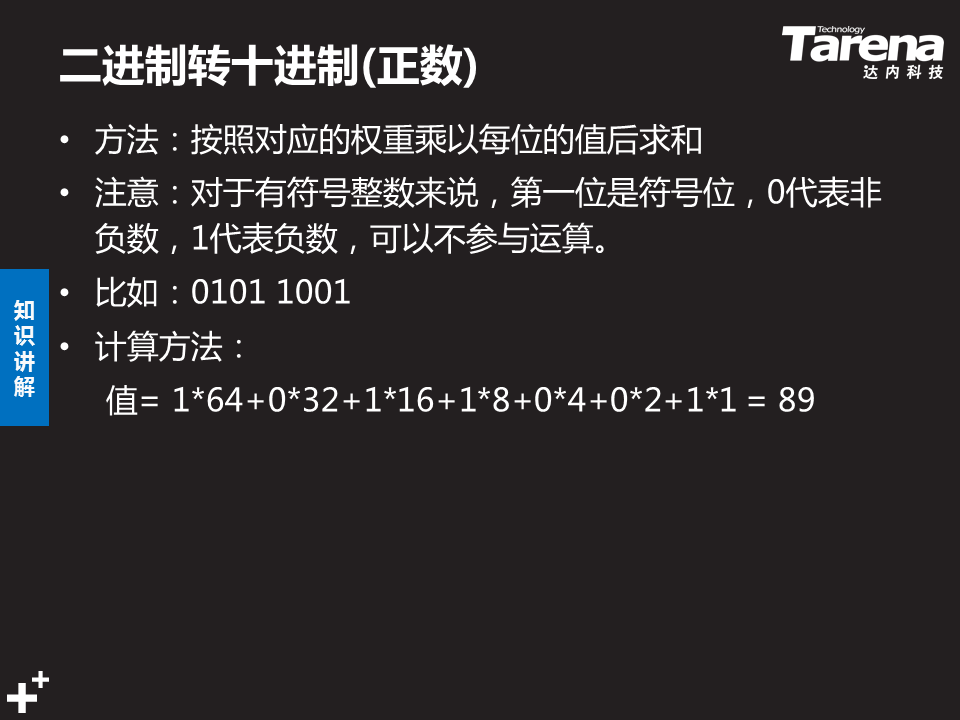 二进制转十进制(正数)
Technology
Tarena
达内科技
• 方法：按照对应的权重乘以每位的值后求和
• 注意：对于有符号整数来说，第一位是符号位，0代表非
负数，1代表负数，可以不参与运算。
• 比如：0101 1001
• 计算方法：
值= 1*64+0*32+1*16+1*8+0*4+0*2+1*1 = 89
知
识
讲
解